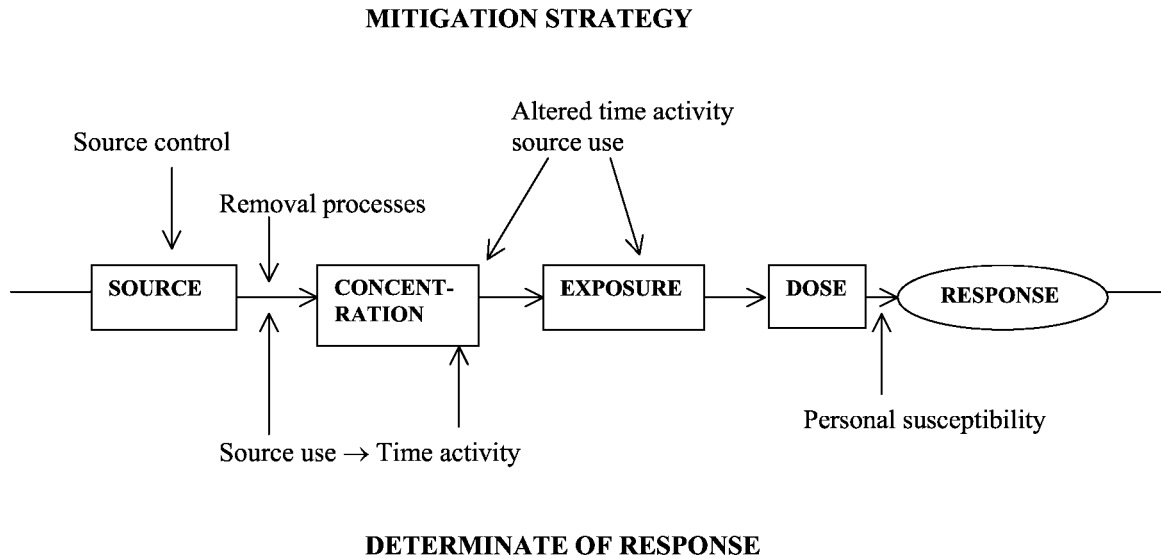 MITIGATION STRATEGY
Altered time activity
source use
Source control
Removal processes
SOURCE
CONCENT-
RATION
EXPOSURE
DOSE
RESPONSE
Personal susceptibility
Source use → Time activity
DETERMINATE OF RESPONSE